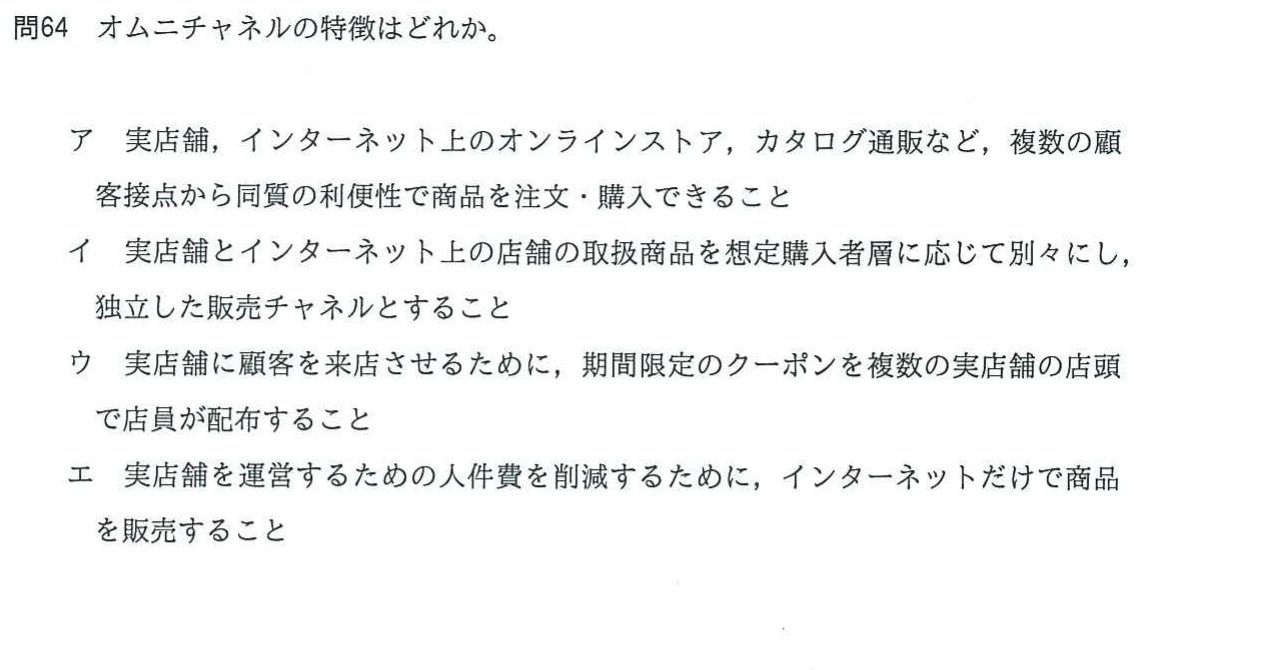 問64　オムニチャネルの特徴はどれか。
ア　実店舗，インターネット上のオンラインストア，カタログ通販など，複数の顧
客接点から同質の利便性で商品を注文・購入できること
イ　実店舗とインターネット上の店舗の取扱商品を想定購入者層に応じて別々にし，
独立した販売チャネルとすること
ウ　実店舗に顧客を来店させるために，期間限定のクーポンを複数の実店舗の店頭
で店員が配布すること
エ　実店舗を運営するための人件費を削減するために，インターネットだけで商品
を販売すること